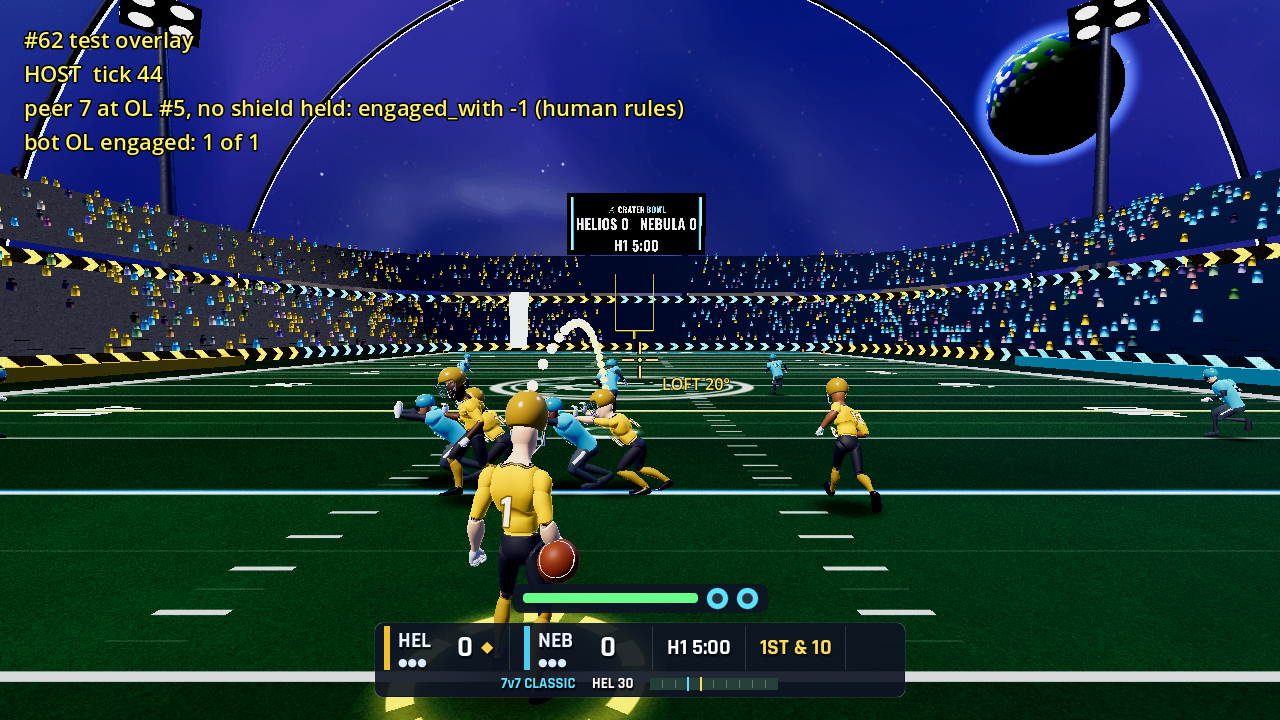 #62 test overlay
HOST tick 44
peer 7 at OL #5, no shield held: engaged_with -1 (human rules)
bot OL engaged: 1 of 1
CRATER BOWL
HELIOS 0 NEBULA 0
H1 5:00
LOFT 20°
1
HEL 0 NEB 0 H1 5:00 1ST & 10
7v7 CLASSIC HEL 30